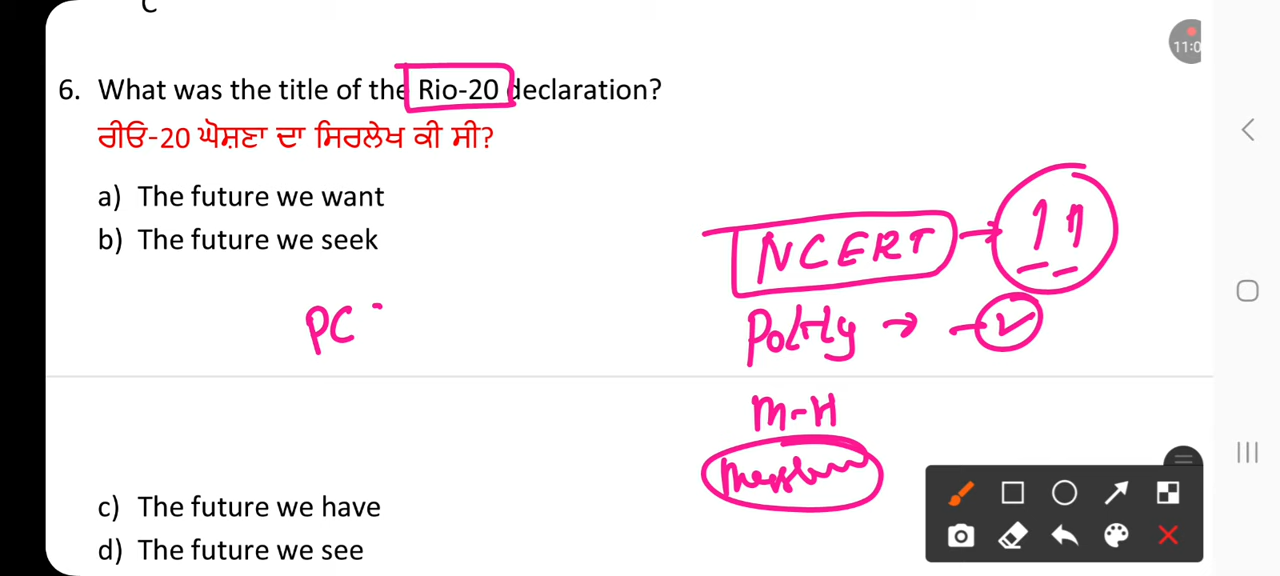 C
6. What was the title of the Rio-20 declaration?
ਰੀਓ-20 ਘੋਸ਼ਣਾ ਦਾ ਸਿਰਲੇਖ ਕੀ ਸੀ?
a) The future we want
b) The future we seek
NCERT → 11
PC
Polity →
M-H
c) The future we have
d) The future we see
11:0